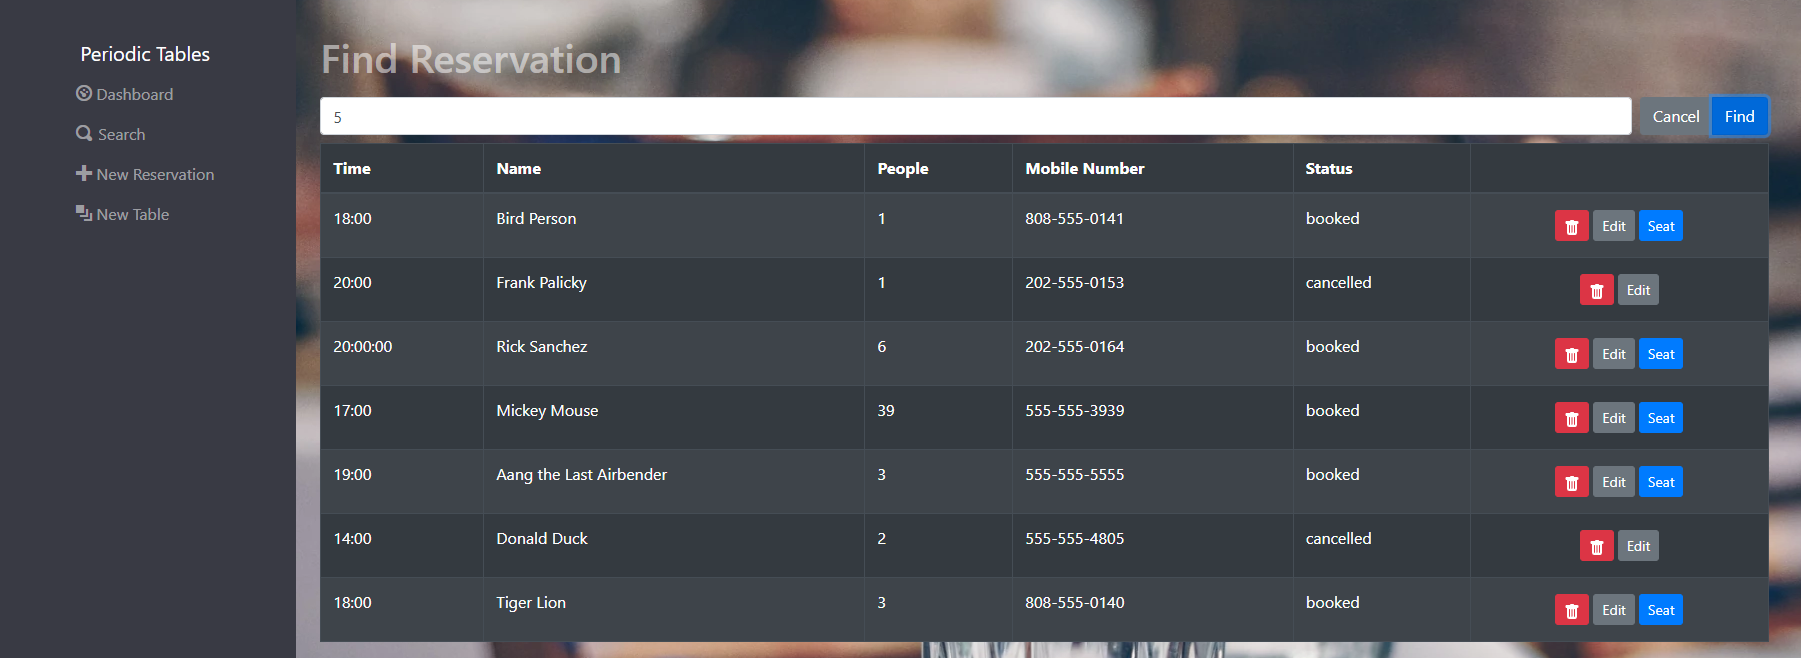 Periodic Tables
Dashboard
Search
New Reservation
New Table
Find Reservation
5
Cancel Find
Time Name People Mobile Number Status
18:00 Bird Person 1 808-555-0141 booked Edit Seat
20:00 Frank Palicky 1 202-555-0153 cancelled Edit
20:00:00 Rick Sanchez 6 202-555-0164 booked Edit Seat
17:00 Mickey Mouse 39 555-555-3939 booked Edit Seat
19:00 Aang the Last Airbender 3 555-555-5555 booked Edit Seat
14:00 Donald Duck 2 555-555-4805 cancelled Edit
18:00 Tiger Lion 3 808-555-0140 booked Edit Seat